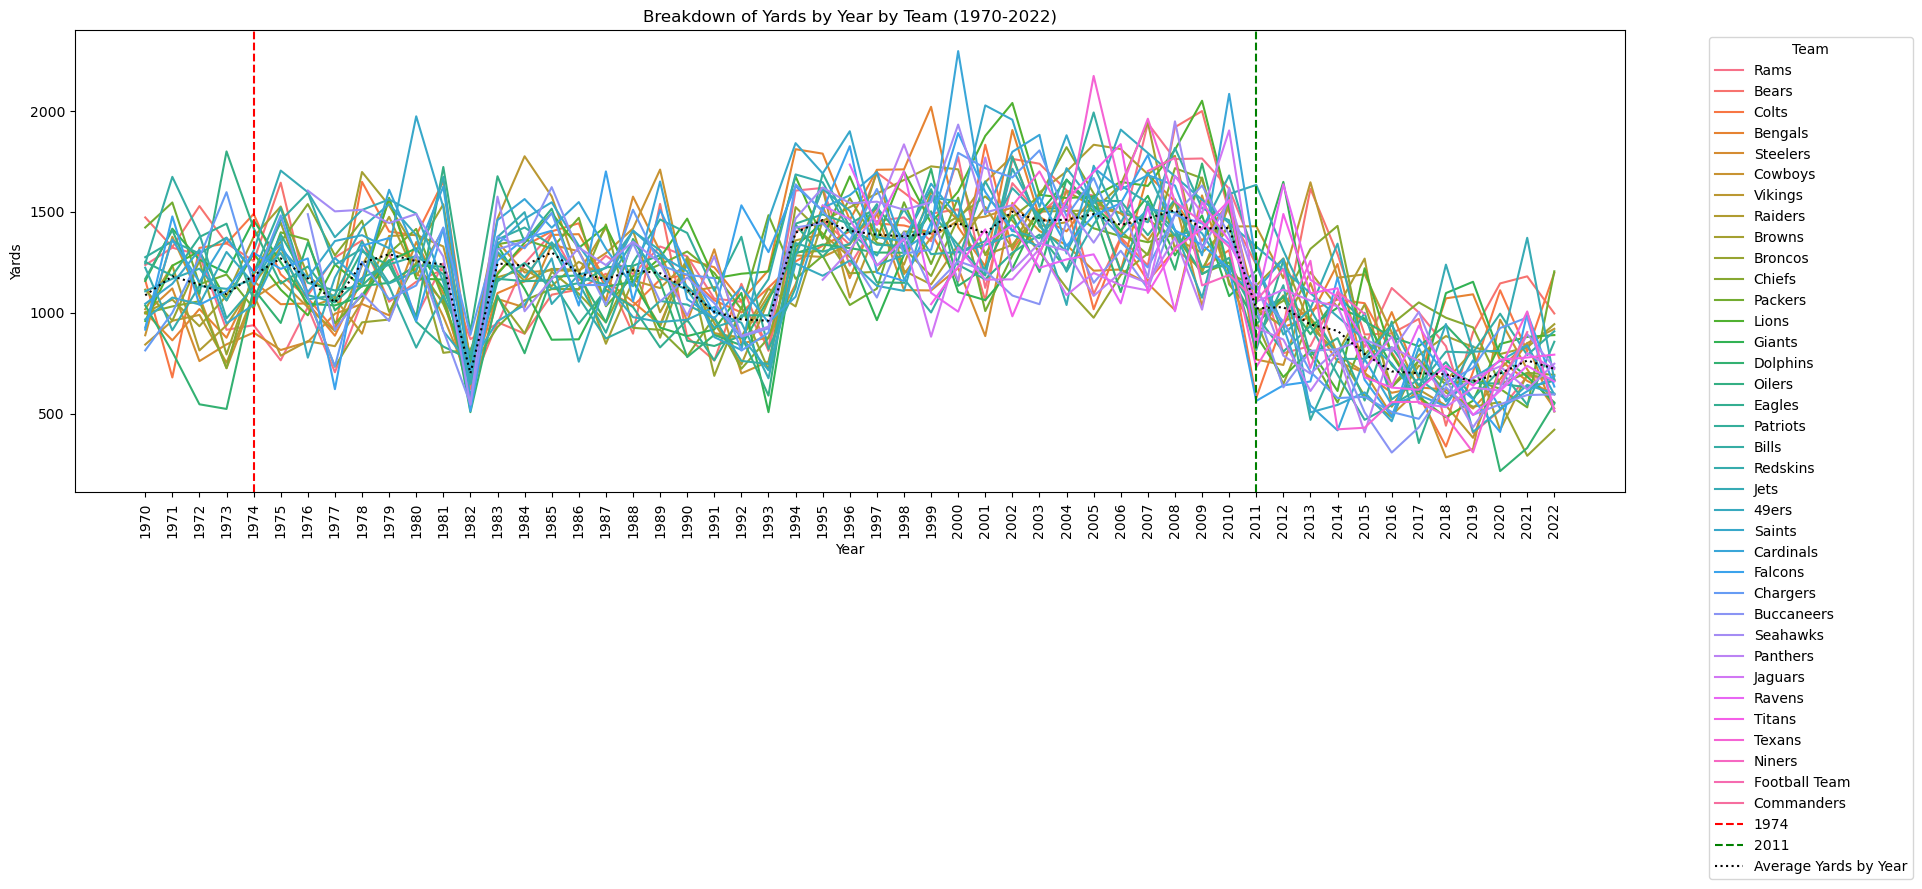 Breakdown of Yards by Year by Team (1970-2022)
Yards
2000
1500
1000
500
1970
1971
1972
1973
1974
1975
1976
1977
1978
1979
1980
1981
1982
1983
1984
1985
1986
1987
1988
1989
1990
1991
1992
1993
1994
1995
1996
1997
1998
1999
2000
2001
2002
2003
2004
2005
2006
2007
2008
2009
2010
2011
2012
2013
2014
2015
2016
2017
2018
2019
2020
2021
2022
Year
Team
Rams
Bears
Colts
Bengals
Steelers
Cowboys
Vikings
Raiders
Browns
Broncos
Chiefs
Packers
Lions
Giants
Dolphins
Oilers
Eagles
Patriots
Bills
Redskins
Jets
49ers
Saints
Cardinals
Falcons
Chargers
Buccaneers
Seahawks
Panthers
Jaguars
Ravens
Titans
Texans
Niners
Football Team
Commanders
1974
2011
Average Yards by Year